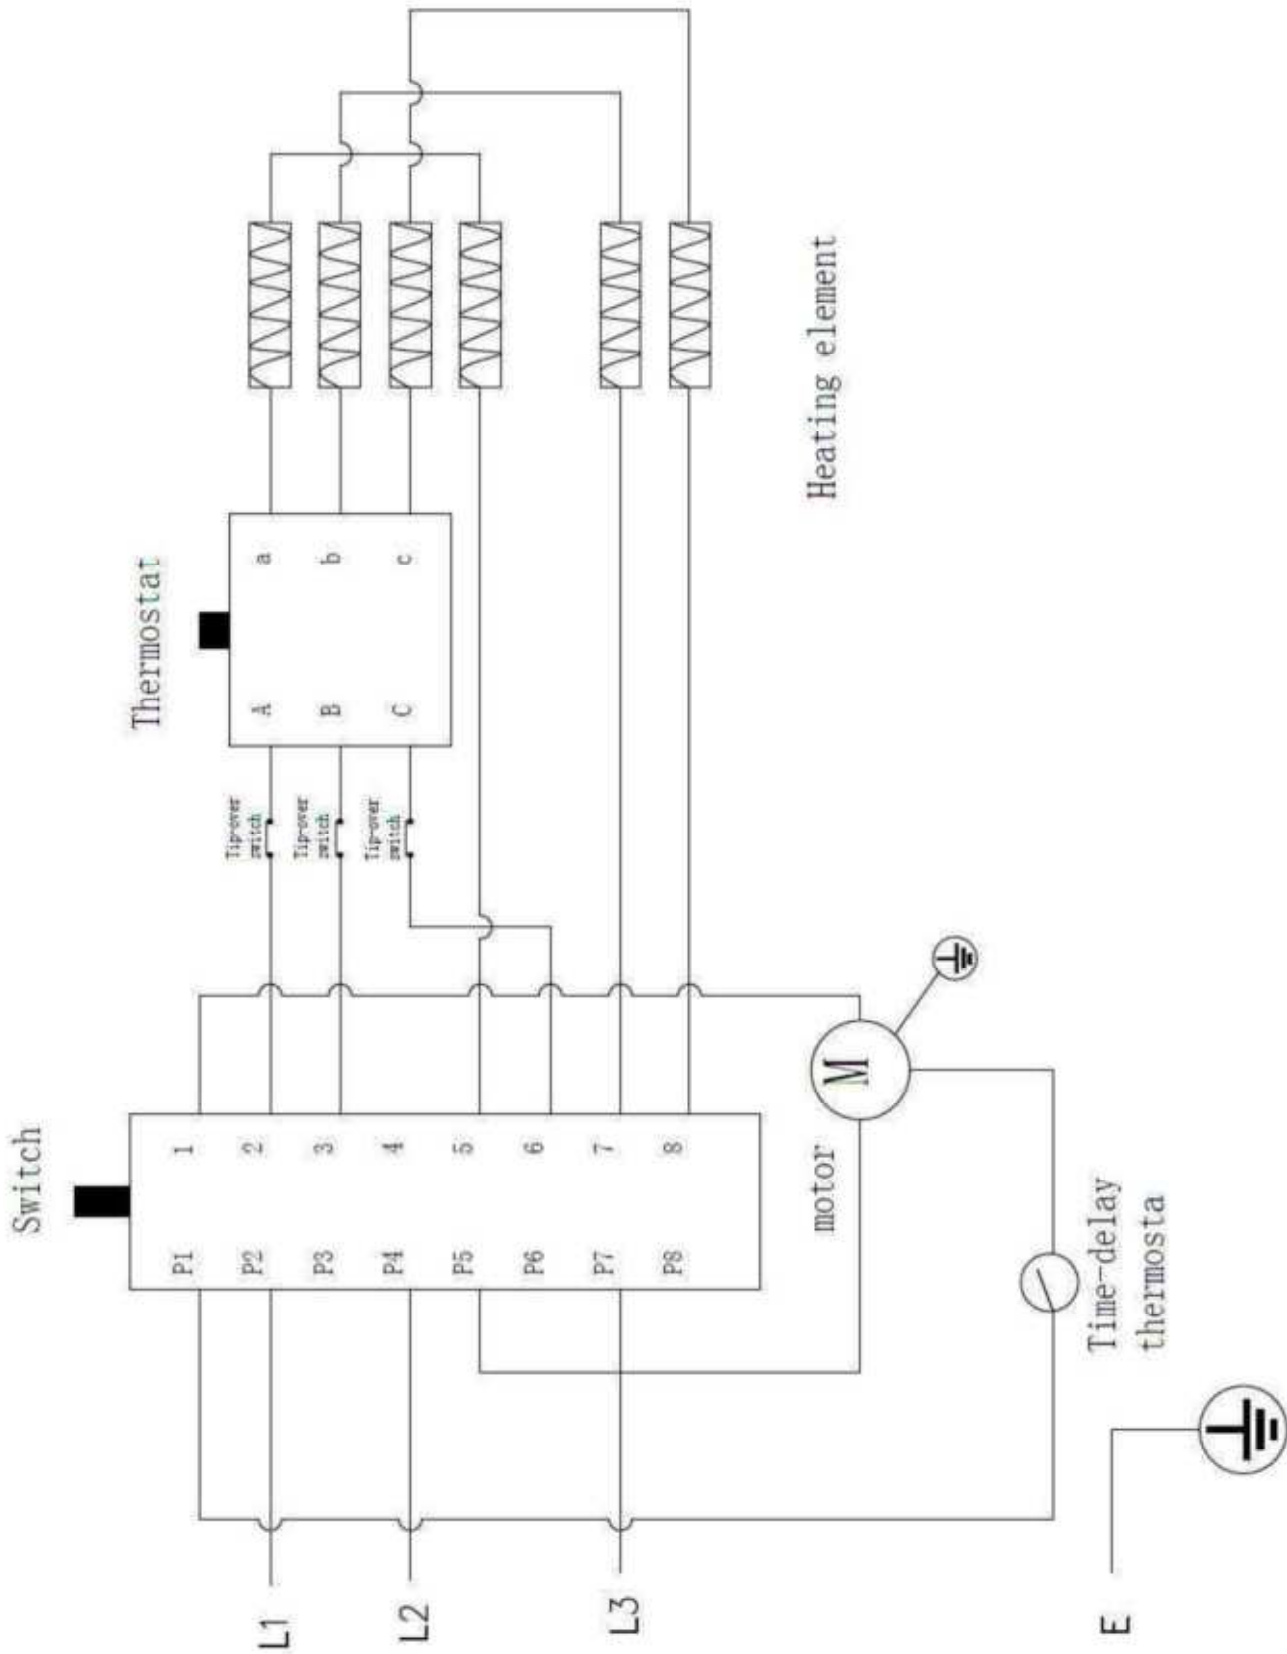 Switch
P1 1
P2 2
P3 3
P4 4
P5 5
P6 6
P7 7
P8 8
Thermostat
A a
B b
C c
Tip-over
switch
Tip-over
switch
Tip-over
switch
Heating element
M
motor
Time-delay
thermosta
L1
L2
L3
E